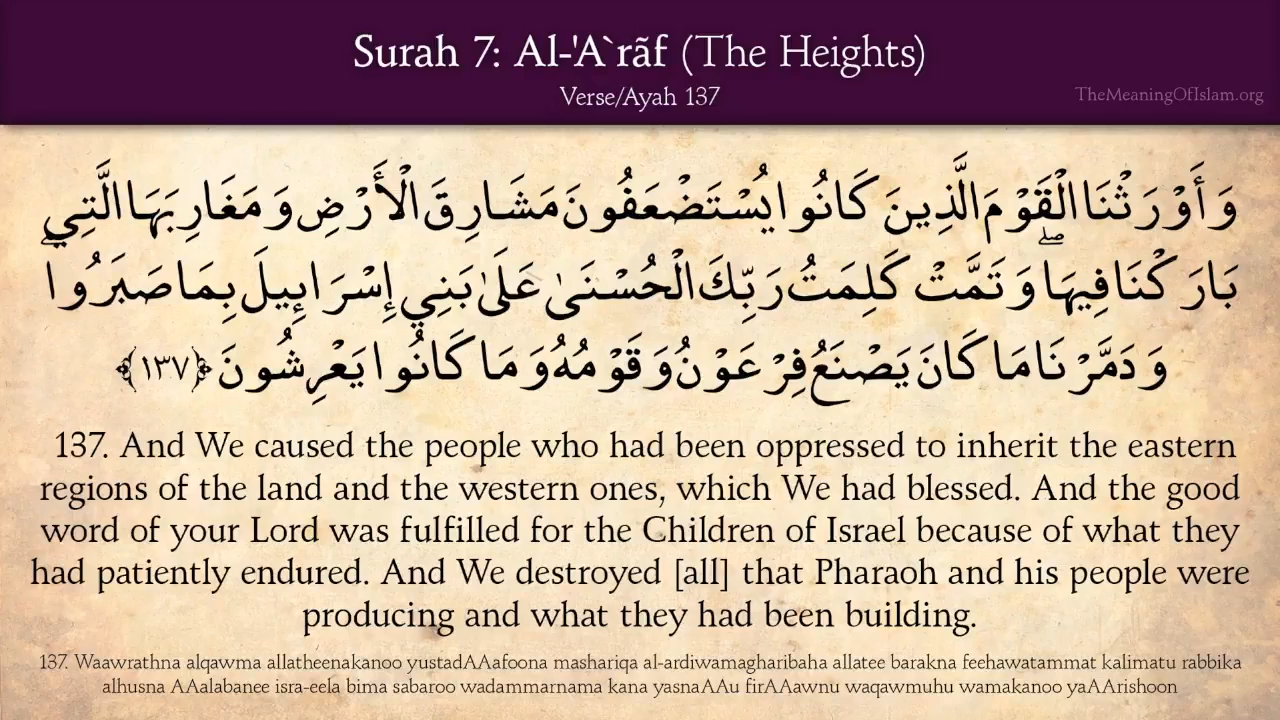 Surah 7: Al-'A`rãf (The Heights)
Verse/Ayah 137
TheMeaningOfIslam.org
وَأَوْرَثْنَا الْقَوْمَ الَّذِينَ كَانُوا يُسْتَضْعَفُونَ مَشَارِقَ الْأَرْضِ وَمَغَارِبَهَا الَّتِي
بَارَكْنَا فِيهَا ۖ وَتَمَّتْ كَلِمَتُ رَبِّكَ الْحُسْنَىٰ عَلَىٰ بَنِي إِسْرَائِيلَ بِمَا صَبَرُوا ۖ
وَدَمَّرْنَا مَا كَانَ يَصْنَعُ فِرْعَوْنُ وَقَوْمُهُ وَمَا كَانُوا يَعْرِشُونَ ﴿١٣٧﴾
137. And We caused the people who had been oppressed to inherit the eastern
regions of the land and the western ones, which We had blessed. And the good
word of your Lord was fulfilled for the Children of Israel because of what they
had patiently endured. And We destroyed [all] that Pharaoh and his people were
producing and what they had been building.
137. Waawrathna alqawma allatheenakanoo yustadAAafoona mashariqa al-ardiwamagharibaha allatee barakna feehawatammat kalimatu rabbika
alhusna AAalabanee isra-eela bima sabaroo wadammarnama kana yasnaAAu firAAawnu waqawmuhu wamakanoo yaAArishoon